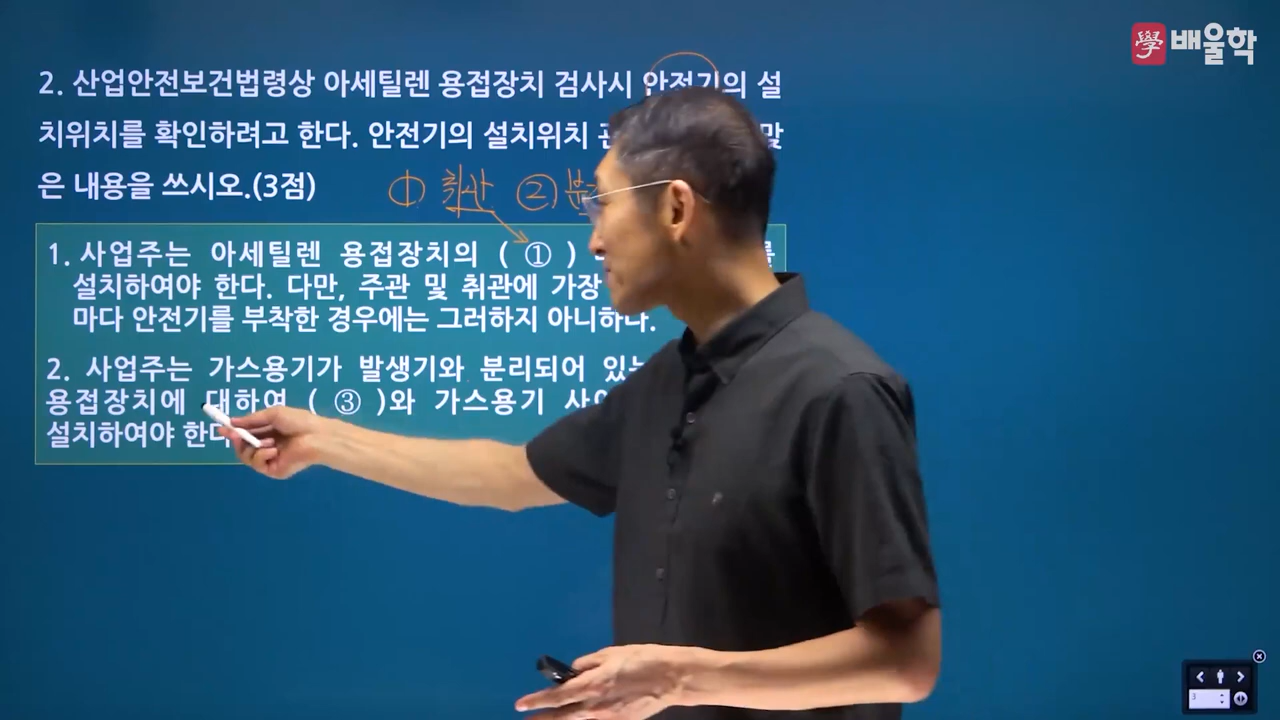 學 배울학
2. 산업안전보건법령상 아세틸렌 용접장치 검사시 안전기의 설
치위치를 확인하려고 한다. 안전기의 설치위치
은 내용을 쓰시오.(3점)
① 취관 ②
1. 사업주는 아세틸렌 용접장치의 ( ① )
설치하여야 한다. 다만, 주관 및 취관에 가장
마다 안전기를 부착한 경우에는 그러하지 아니하다.
2. 사업주는 가스용기가 발생기와 분리되어
용접장치에 대하여 ( ③ )와 가스용기
설치하여야 한다
3